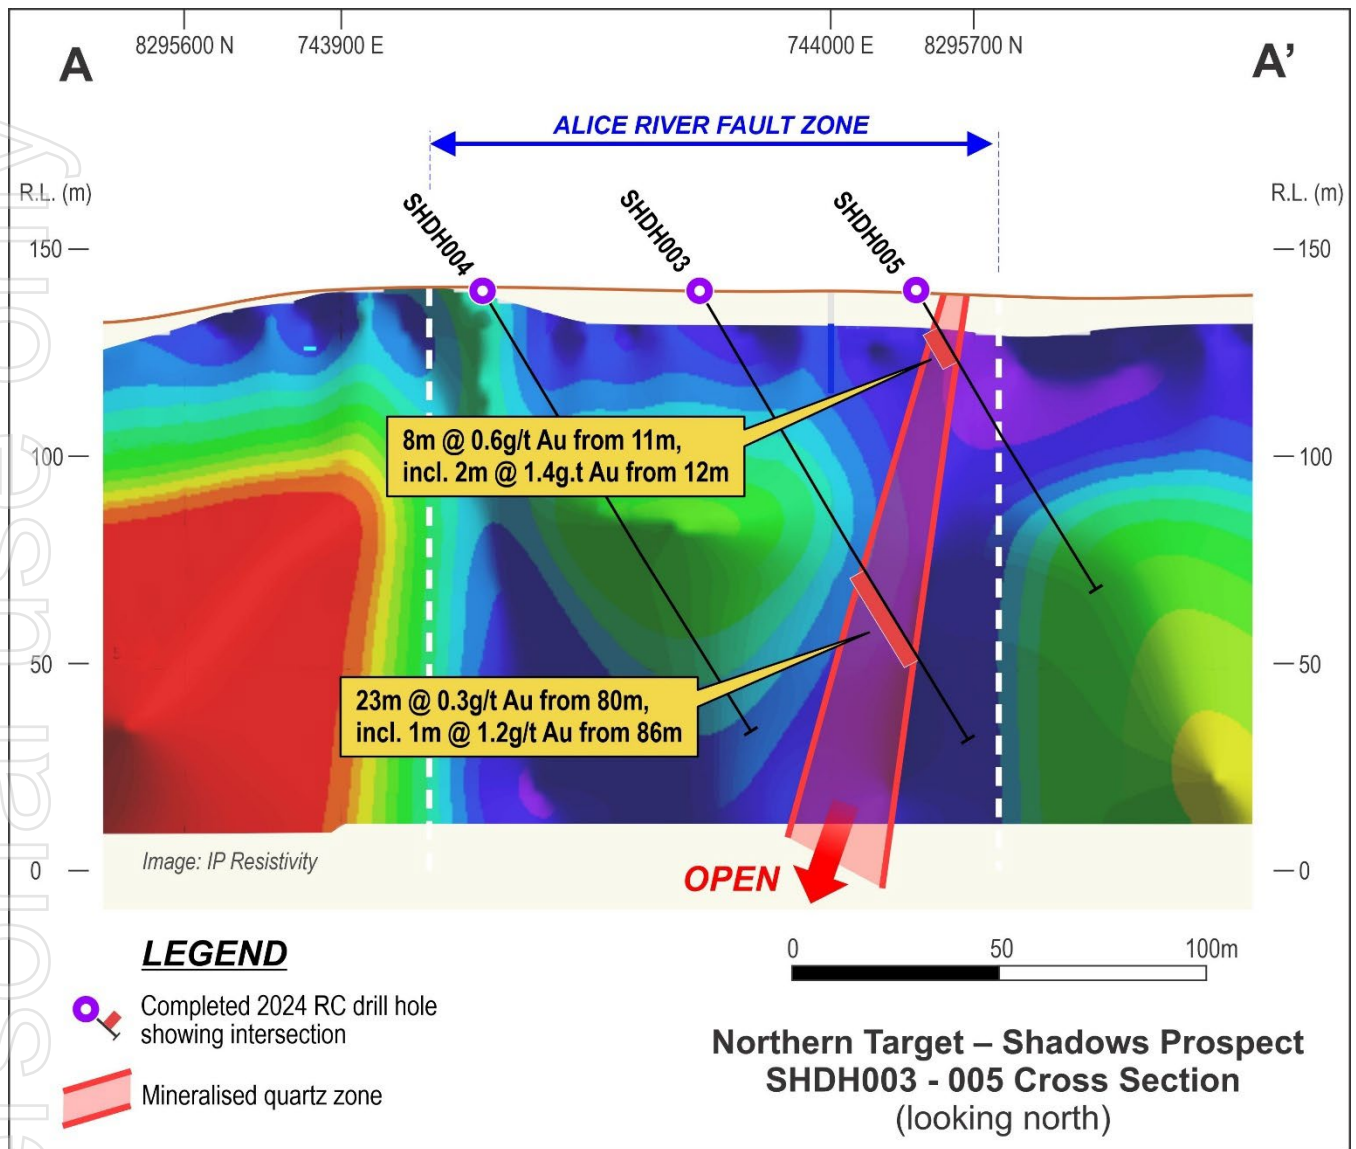 8295600 N
743900 E
744000 E
8295700 N
A
A'
ALICE RIVER FAULT ZONE
R.L. (m)
R.L. (m)
SHDH004
SHDH003
SHDH005
150
150
8m @ 0.6g/t Au from 11m,
incl. 2m @ 1.4g.t Au from 12m
100
100
50
50
23m @ 0.3g/t Au from 80m,
incl. 1m @ 1.2g/t Au from 86m
0
0
Image: IP Resistivity
OPEN
LEGEND
Completed 2024 RC drill hole
showing intersection
Mineralised quartz zone
0 50 100m
Northern Target – Shadows Prospect
SHDH003 - 005 Cross Section
(looking north)
ersonal use only